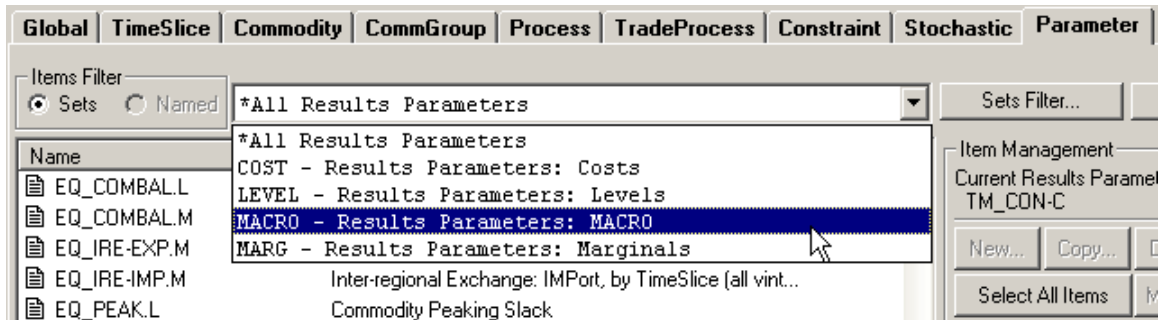 Global TimeSlice Commodity CommGroup Process TradeProcess Constraint Stochastic Parameter
Items Filter
Sets Named *All Results Parameters Sets Filter...
*All Results Parameters
COST - Results Parameters: Costs
LEVEL - Results Parameters: Levels
MACRO - Results Parameters: MACRO
MARG - Results Parameters: Marginals
Name
EQ_COMBAL.L
EQ_COMBAL.M
EQ_IRE-EXP.M
EQ_IRE-IMP.M Inter-regional Exchange: IMPort, by TimeSlice (all vint...
EQ_PEAK.L Commodity Peaking Slack
Item Management
Current Results Paramet
TM_CON-C
New... Copy...
Select All Items